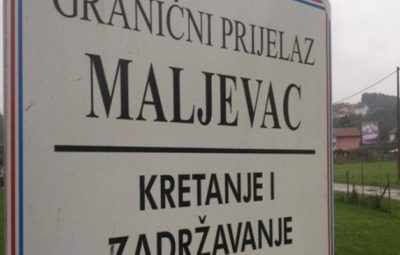 GRANIČNI PRIJELAZ
MALJEVAC
KRETANJE I
ZADRŽAVANJE